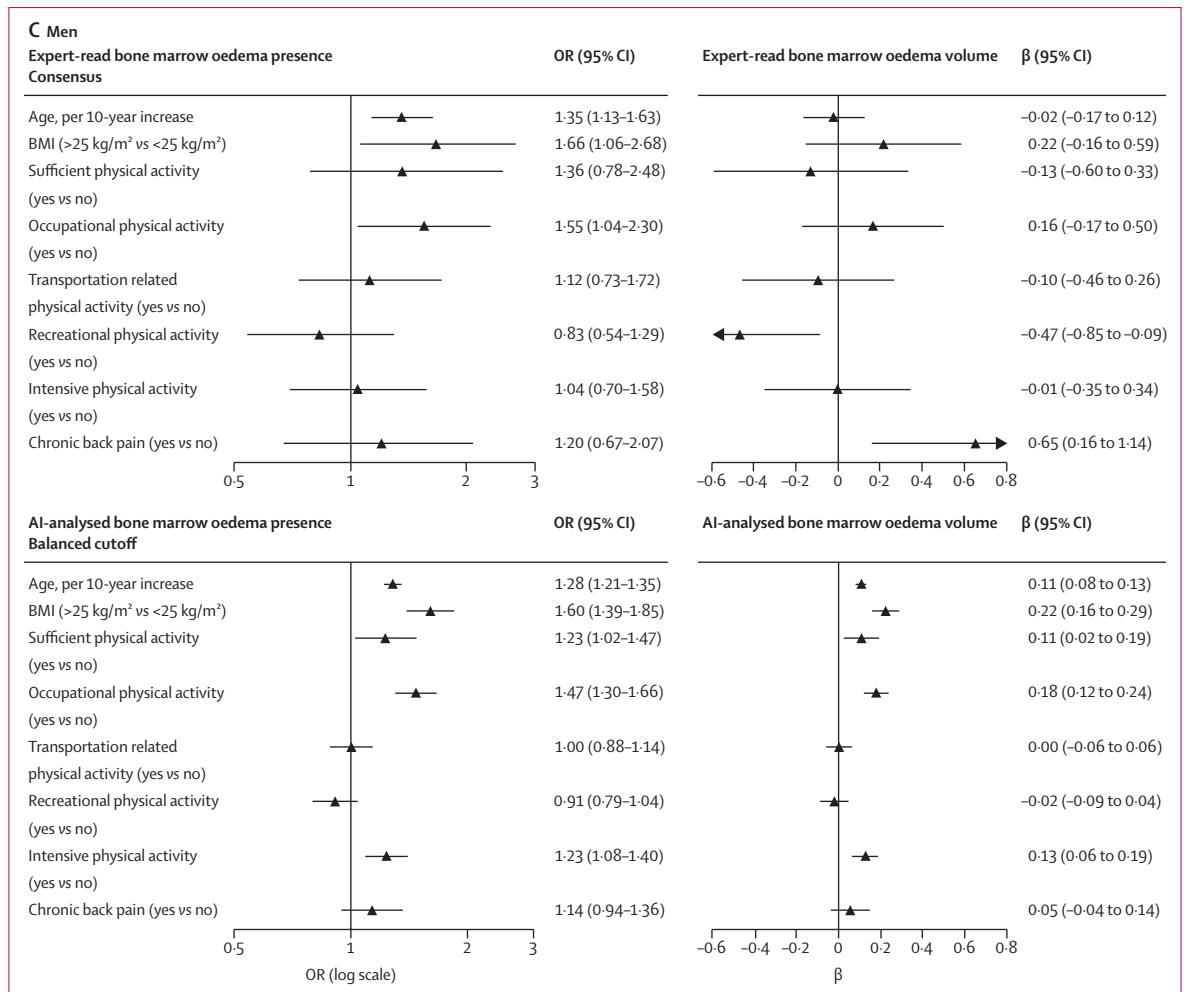 C Men
Expert-read bone marrow oedema presence OR (95% CI) Expert-read bone marrow oedema volume β (95% CI)
Consensus
Age, per 10-year increase 1·35 (1·13–1·63) –0·02 (–0·17 to 0·12)
BMI (>25 kg/m² vs <25 kg/m²) 1·66 (1·06–2·68) 0·22 (–0·16 to 0·59)
Sufficient physical activity 1·36 (0·78–2·48) –0·13 (–0·60 to 0·33)
(yes vs no)
Occupational physical activity 1·55 (1·04–2·30) 0·16 (–0·17 to 0·50)
(yes vs no)
Transportation related 1·12 (0·73–1·72) –0·10 (–0·46 to 0·26)
physical activity (yes vs no)
Recreational physical activity 0·83 (0·54–1·29) –0·47 (–0·85 to –0·09)
(yes vs no)
Intensive physical activity 1·04 (0·70–1·58) –0·01 (–0·35 to 0·34)
(yes vs no)
Chronic back pain (yes vs no) 1·20 (0·67–2·07) 0·65 (0·16 to 1·14)
0·5 1 2 3 –0·6 –0·4 –0·2 0 0·2 0·4 0·6 0·8
AI-analysed bone marrow oedema presence OR (95% CI) AI-analysed bone marrow oedema volume β (95% CI)
Balanced cutoff
Age, per 10-year increase 1·28 (1·21–1·35) 0·11 (0·08 to 0·13)
BMI (>25 kg/m² vs <25 kg/m²) 1·60 (1·39–1·85) 0·22 (0·16 to 0·29)
Sufficient physical activity 1·23 (1·02–1·47) 0·11 (0·02 to 0·19)
(yes vs no)
Occupational physical activity 1·47 (1·30–1·66) 0·18 (0·12 to 0·24)
(yes vs no)
Transportation related 1·00 (0·88–1·14) 0·00 (–0·06 to 0·06)
physical activity (yes vs no)
Recreational physical activity 0·91 (0·79–1·04) –0·02 (–0·09 to 0·04)
(yes vs no)
Intensive physical activity 1·23 (1·08–1·40) 0·13 (0·06 to 0·19)
(yes vs no)
Chronic back pain (yes vs no) 1·14 (0·94–1·36) 0·05 (–0·04 to 0·14)
0·5 1 2 3 –0·6 –0·4 –0·2 0 0·2 0·4 0·6 0·8
OR (log scale) β